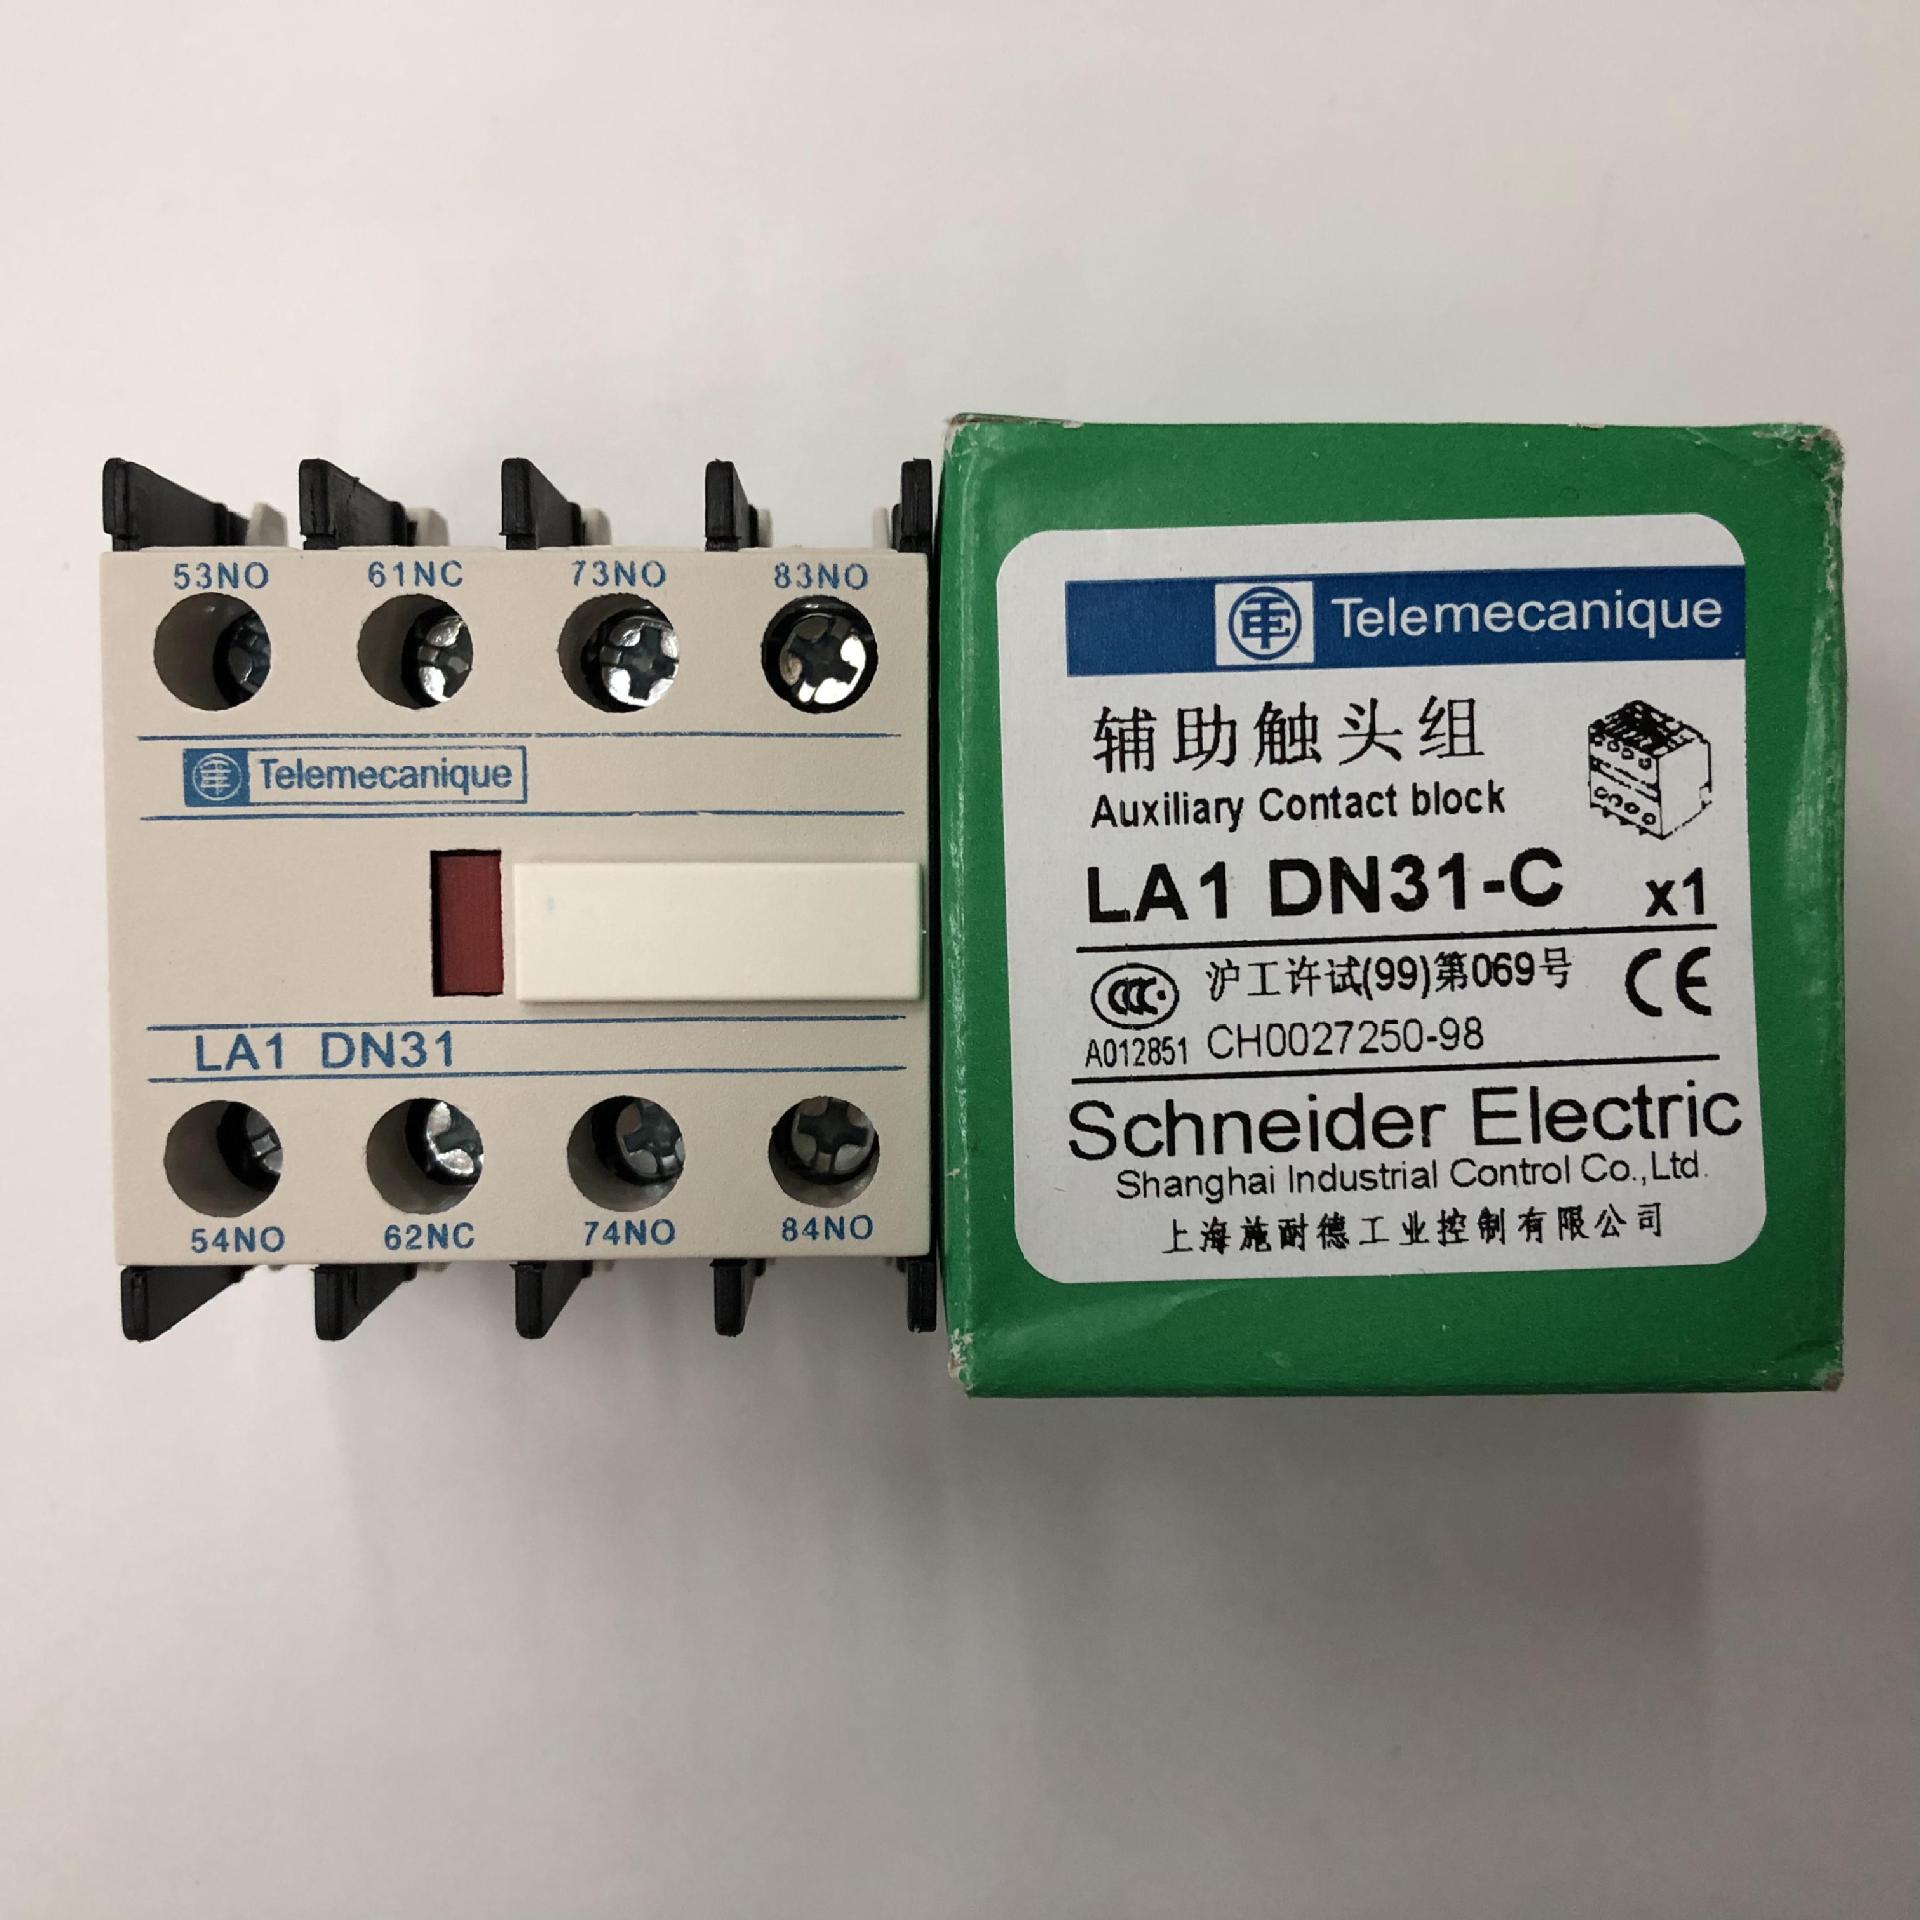 53NO 61NC 73NO 83NO
Telemecanique
LA1 DN31
54NO 62NC 74NO 84NO
Telemecanique
辅助触头组
Auxiliary Contact block
LA1 DN31-C x1
CCC 沪工许试(99)第069号 CE
A012851 CH0027250-98
Schneider Electric
Shanghai Industrial Control Co.,Ltd.
上海施耐德工业控制有限公司